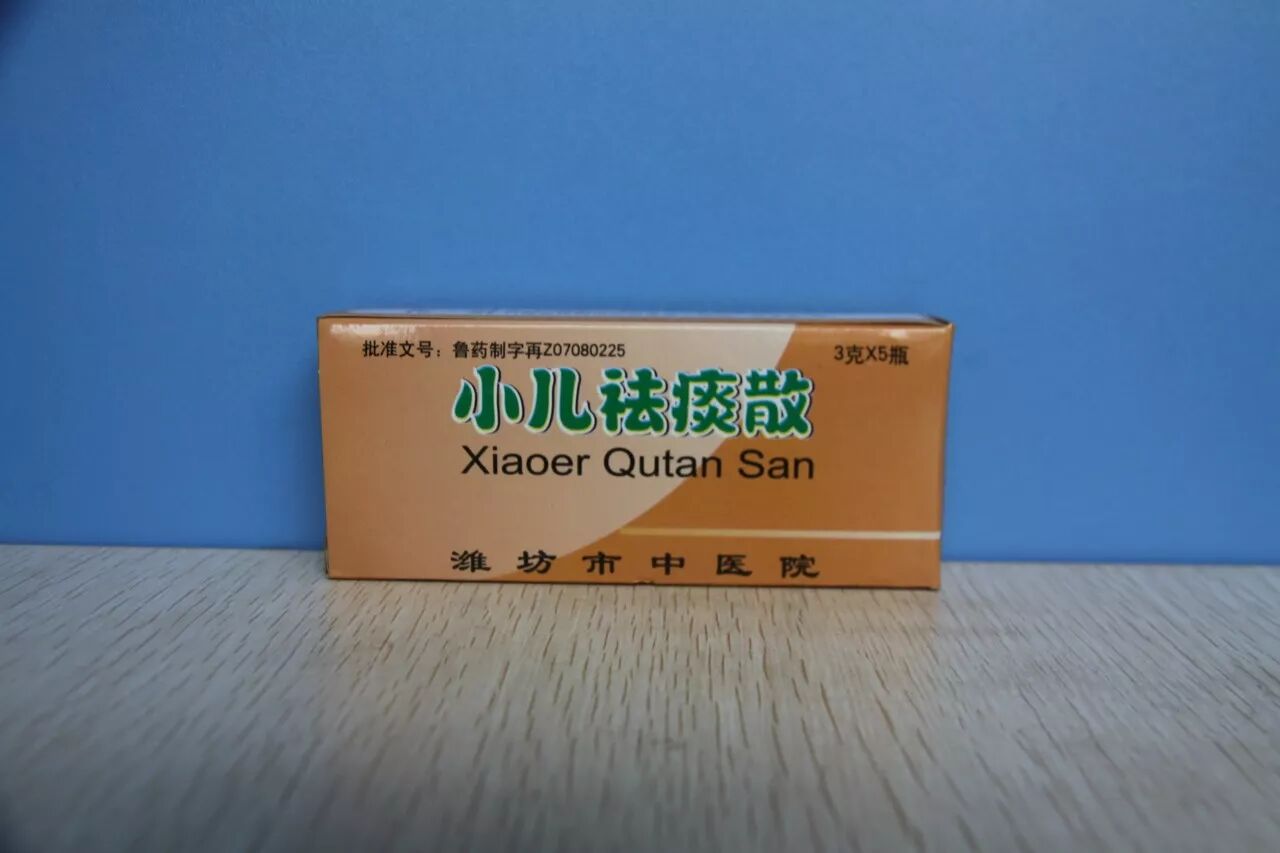 批准文号：鲁药制字再Z07080225
3克X5瓶
小儿祛痰散
Xiaoer Qutan San
潍坊市中医院